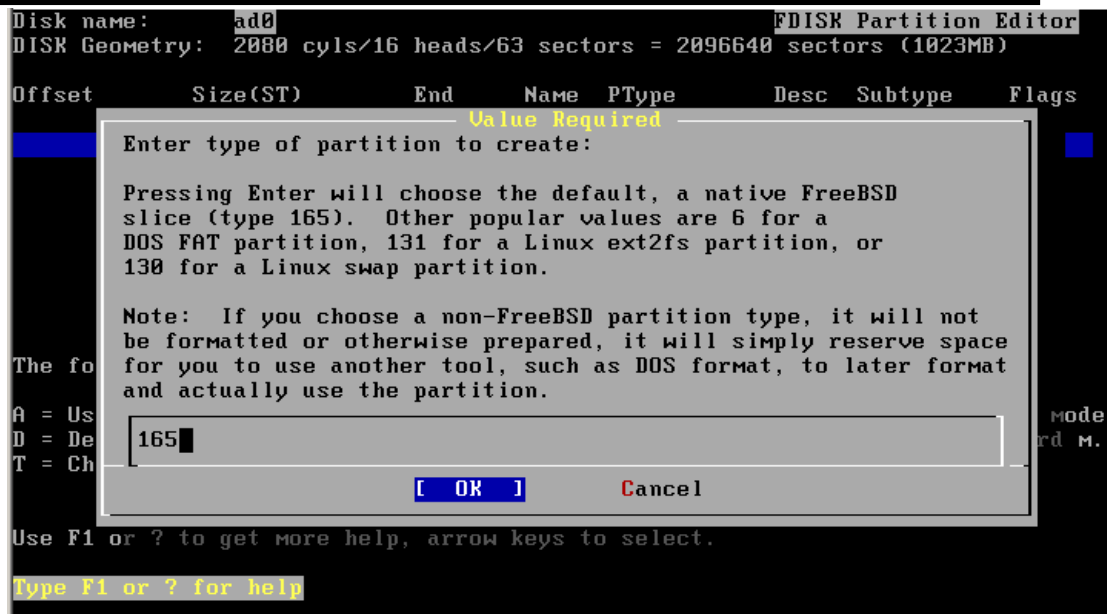 Disk name: ad0 FDISK Partition Editor
DISK Geometry: 2080 cyls/16 heads/63 sectors = 2096640 sectors (1023MB)
Offset Size(ST) End Name PType Desc Subtype Flags
Value Required
Enter type of partition to create:
Pressing Enter will choose the default, a native FreeBSD
slice (type 165). Other popular values are 6 for a
DOS FAT partition, 131 for a Linux ext2fs partition, or
130 for a Linux swap partition.
Note: If you choose a non-FreeBSD partition type, it will not
be formatted or otherwise prepared, it will simply reserve space
The fo for you to use another tool, such as DOS format, to later format
and actually use the partition.
A = Us mode
D = De 165 rd m.
T = Ch
[ OK ] Cancel
Use F1 or ? to get more help, arrow keys to select.
Type F1 or ? for help